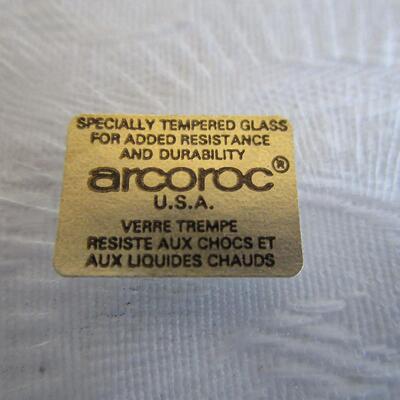 SPECIALLY TEMPERED GLASS
FOR ADDED RESISTANCE
AND DURABILITY
arcoroc®
U.S.A.
VERRE TREMPE
RESISTE AUX CHOCS ET
AUX LIQUIDES CHAUDS